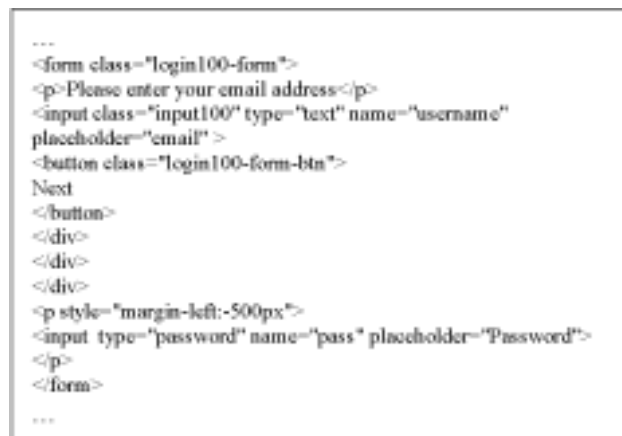 ...
<form class="login100-form">
<p>Please enter your email address</p>
<input class="input100" type="text" name="username"
placeholder="email" >
<button class="login100-form-btn">
Next
</button>
</div>
</div>
</div>
<p style="margin-left:-500px">
<input type="password" name="pass" placeholder="Password">
</p>
</form>
...